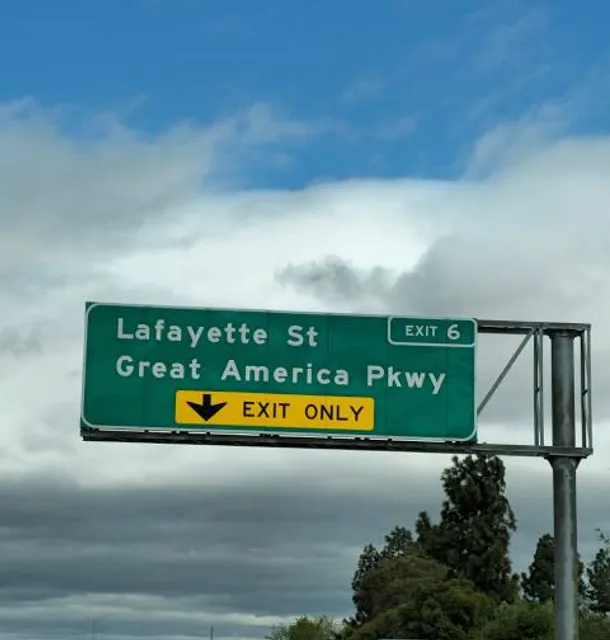 EXIT 6
Lafayette St
Great America Pkwy
EXIT ONLY